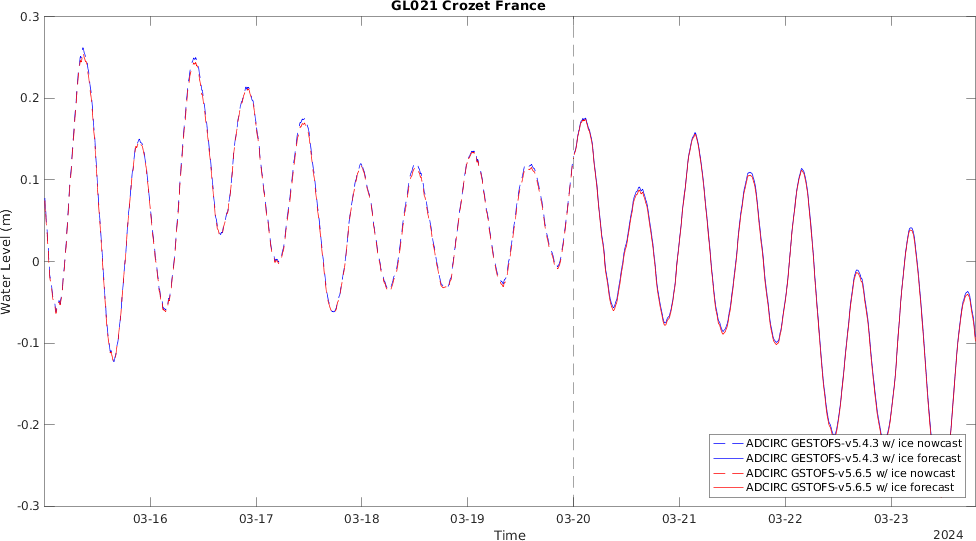 GL021 Crozet France
0.3
0.2
0.1
0
-0.1
-0.2
-0.3
Water Level (m)
03-16
03-17
03-18
03-19
03-20
03-21
03-22
03-23
Time
2024
ADCIRC GESTOFS-v5.4.3 w/ ice nowcast
ADCIRC GESTOFS-v5.4.3 w/ ice forecast
ADCIRC GSTOFS-v5.6.5 w/ ice nowcast
ADCIRC GSTOFS-v5.6.5 w/ ice forecast